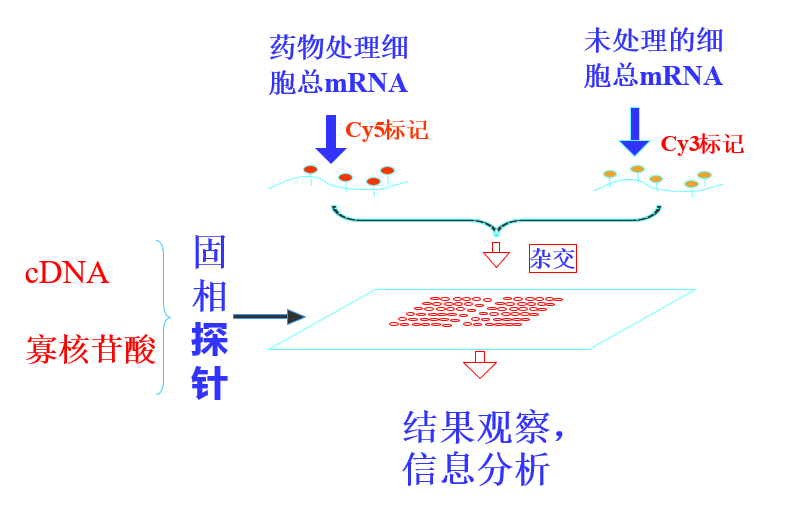 药物处理细
胞总mRNA
未处理的细
胞总mRNA
Cy5标记
Cy3标记
杂交
cDNA
寡核苷酸
固
相
探
针
结果观察,
信息分析